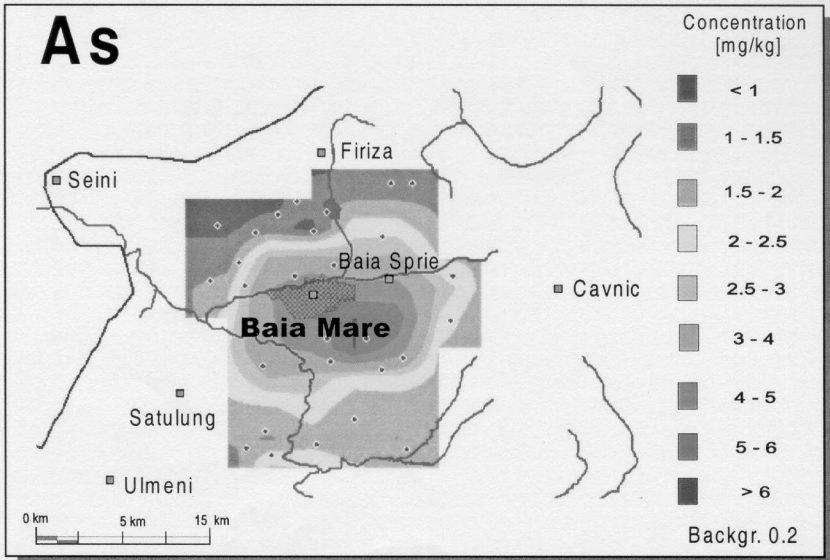 As
Concentration
[mg/kg]
< 1
1 - 1.5
1.5 - 2
2 - 2.5
2.5 - 3
3 - 4
4 - 5
5 - 6
> 6
Backgr. 0.2
Firiza
Seini
Baia Sprie
Cavnic
Baia Mare
Satulung
Ulmeni
0 km 5 km 15 km